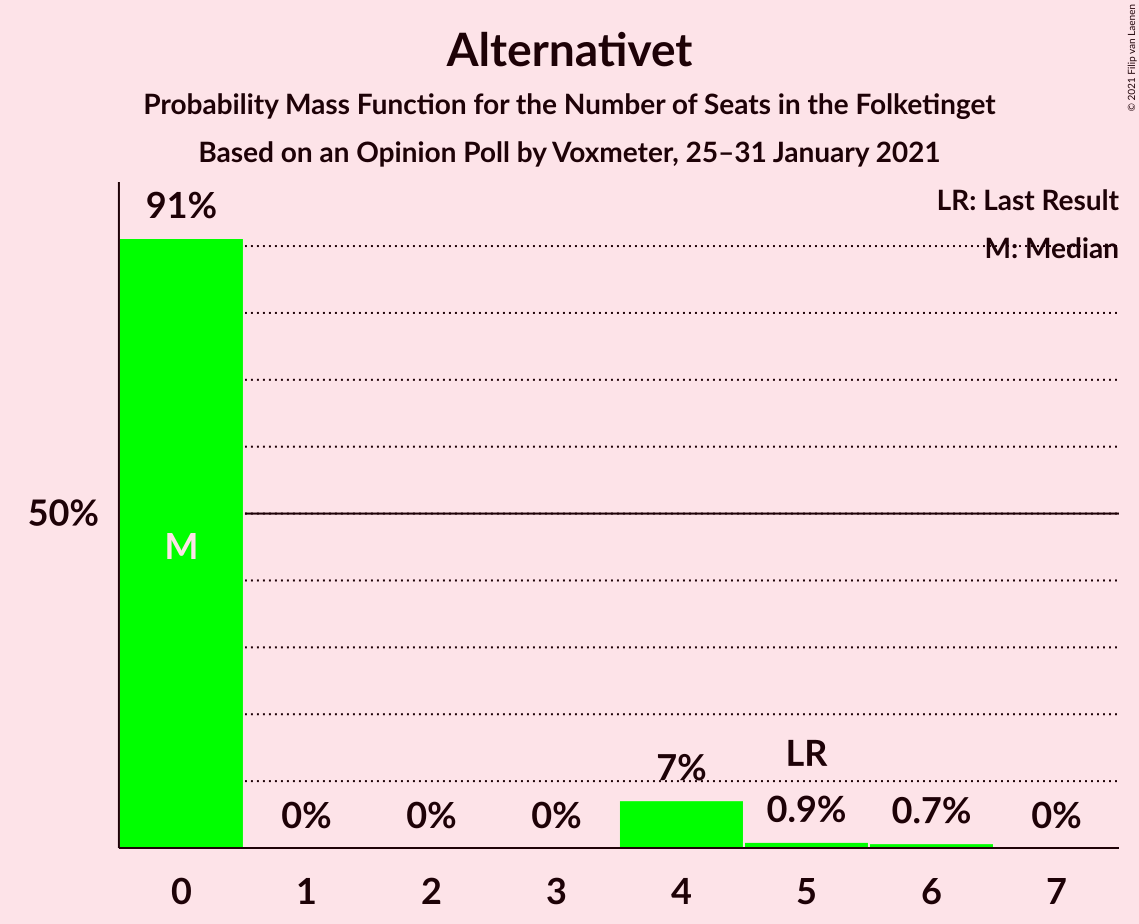 Alternativet
Probability Mass Function for the Number of Seats in the Folketinget
Based on an Opinion Poll by Voxmeter, 25–31 January 2021
© 2021 Filip van Laenen
LR: Last Result
M: Median
91%
50%
M
0% 0% 0% 7% 0.9% 0.7% 0%
LR
0 1 2 3 4 5 6 7